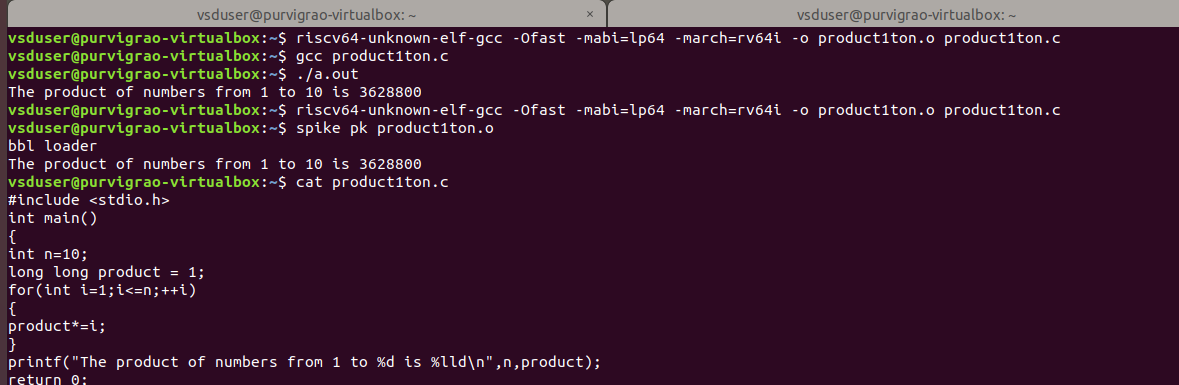 vsduser@purvigrao-virtualbox: ~ × vsduser@purvigrao-virtualbox: ~
vsduser@purvigrao-virtualbox:~$ riscv64-unknown-elf-gcc -Ofast -mabi=lp64 -march=rv64i -o product1ton.o product1ton.c
vsduser@purvigrao-virtualbox:~$ gcc product1ton.c
vsduser@purvigrao-virtualbox:~$ ./a.out
The product of numbers from 1 to 10 is 3628800
vsduser@purvigrao-virtualbox:~$ riscv64-unknown-elf-gcc -Ofast -mabi=lp64 -march=rv64i -o product1ton.o product1ton.c
vsduser@purvigrao-virtualbox:~$ spike pk product1ton.o
bbl loader
The product of numbers from 1 to 10 is 3628800
vsduser@purvigrao-virtualbox:~$ cat product1ton.c
#include <stdio.h>
int main()
{
int n=10;
long long product = 1;
for(int i=1;i<=n;++i)
{
product*=i;
}
printf("The product of numbers from 1 to %d is %lld\n",n,product);
return 0;